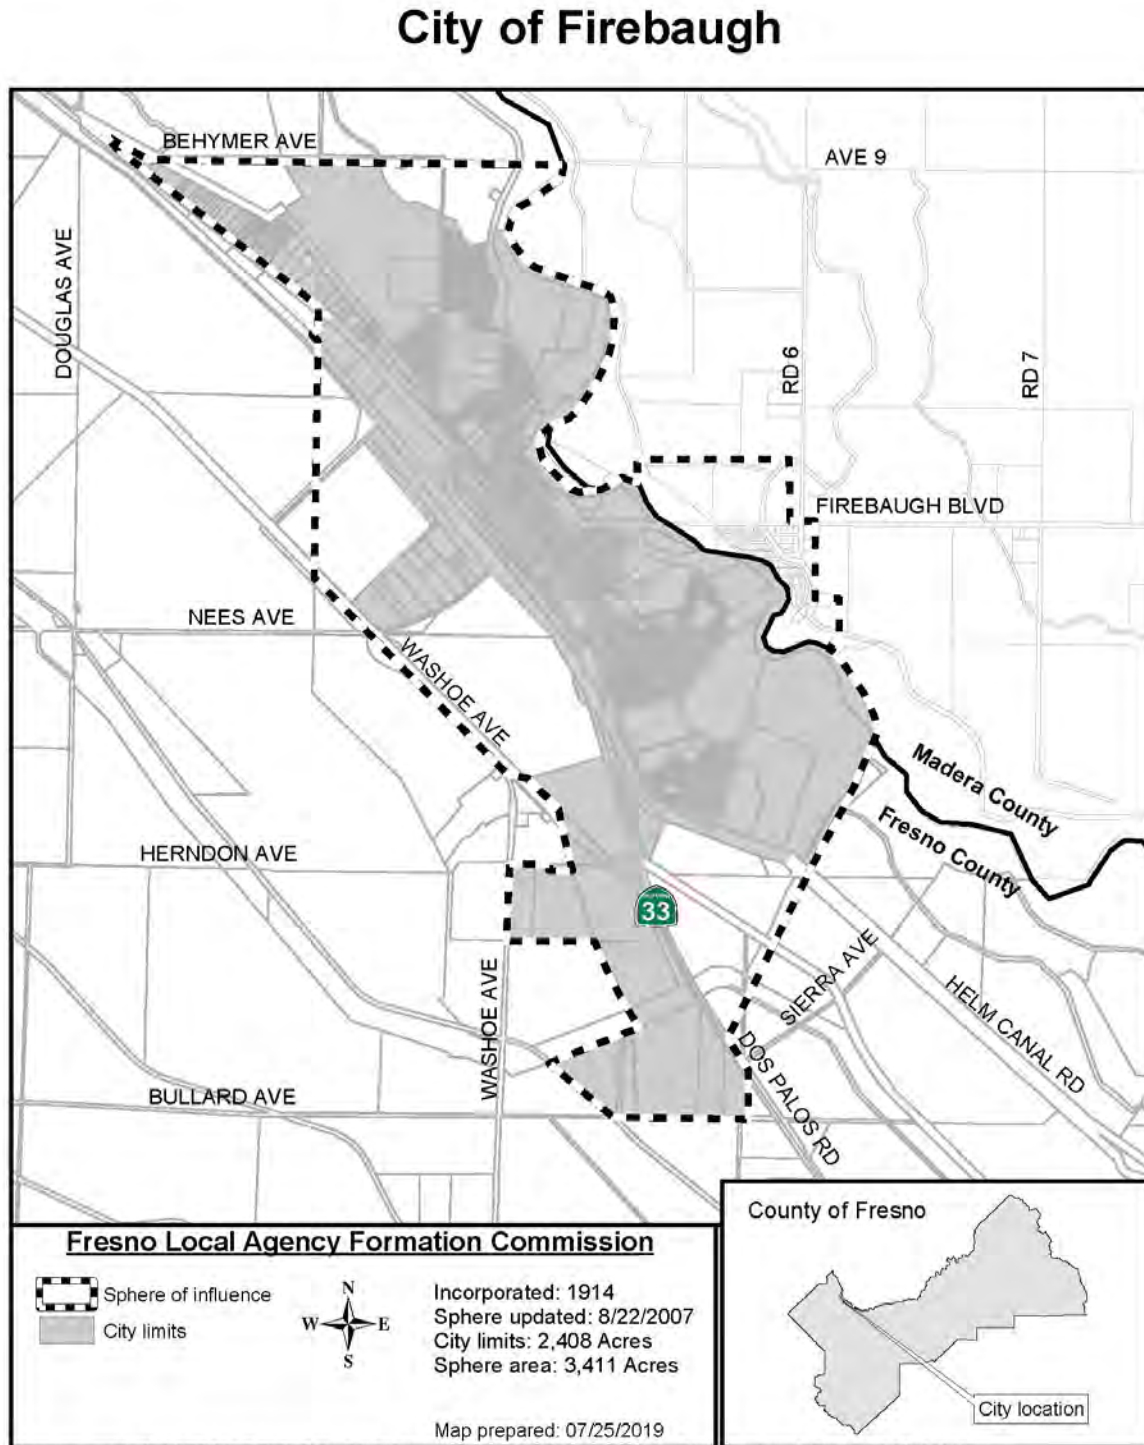 City of Firebaugh
BEHYMER AVE
AVE 9
DOUGLAS AVE
RD 6
RD 7
FIREBAUGH BLVD
NEES AVE
WASHOE AVE
Madera County
Fresno County
HERNDON AVE
33
SIERRA AVE
HELM CANAL RD
WASHOE AVE
DOS PALOS RD
BULLARD AVE
Fresno Local Agency Formation Commission
Sphere of influence
City limits
N
W E
S
Incorporated: 1914
Sphere updated: 8/22/2007
City limits: 2,408 Acres
Sphere area: 3,411 Acres
Map prepared: 07/25/2019
County of Fresno
City location